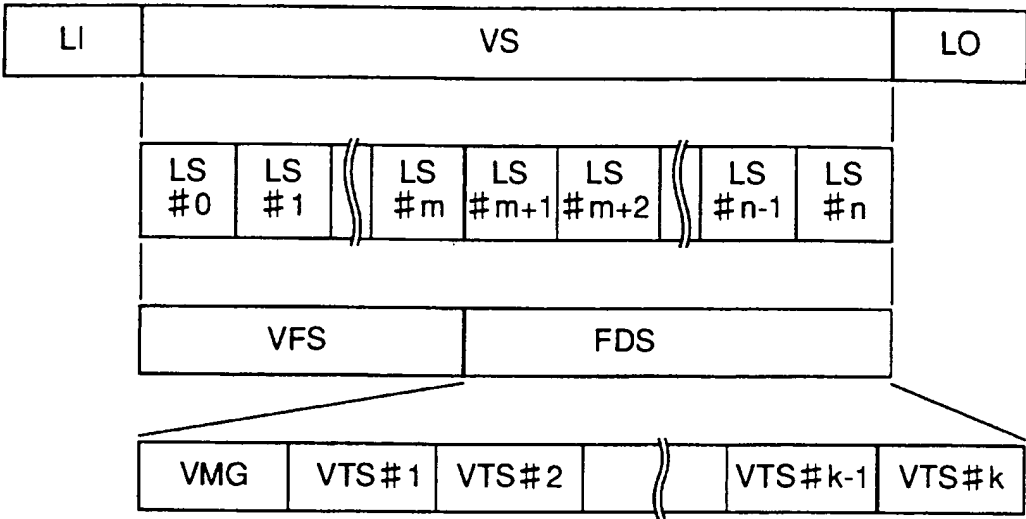 LI VS LO
LS #0 LS #1 LS #m LS #m+1 LS #m+2 LS #n-1 LS #n
VFS FDS
VMG VTS#1 VTS#2 VTS#k-1 VTS#k